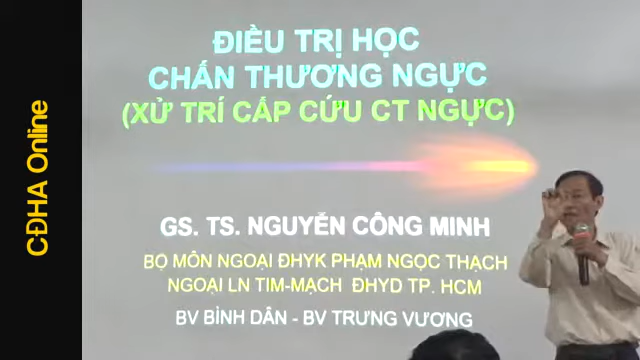 CĐHA Online
ĐIỀU TRỊ HỌC
CHẤN THƯƠNG NGỰC
(XỬ TRÍ CẤP CỨU CT NGỰC)
GS. TS. NGUYỄN CÔNG MINH
BỘ MÔN NGOẠI ĐHYK PHẠM NGỌC THẠCH
NGOẠI LN TIM-MẠCH ĐHYD TP. HCM
BV BÌNH DÂN - BV TRƯNG VƯƠNG